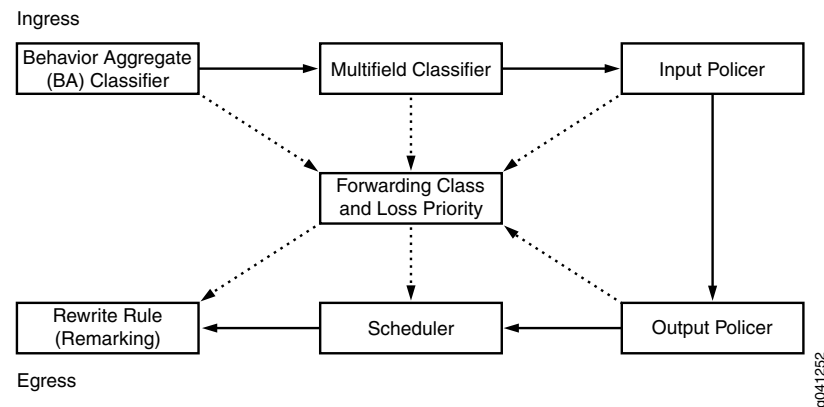 Ingress
Behavior Aggregate
(BA) Classifier
Multifield Classifier
Input Policer
Forwarding Class
and Loss Priority
Rewrite Rule
(Remarking)
Scheduler
Output Policer
Egress
g041252